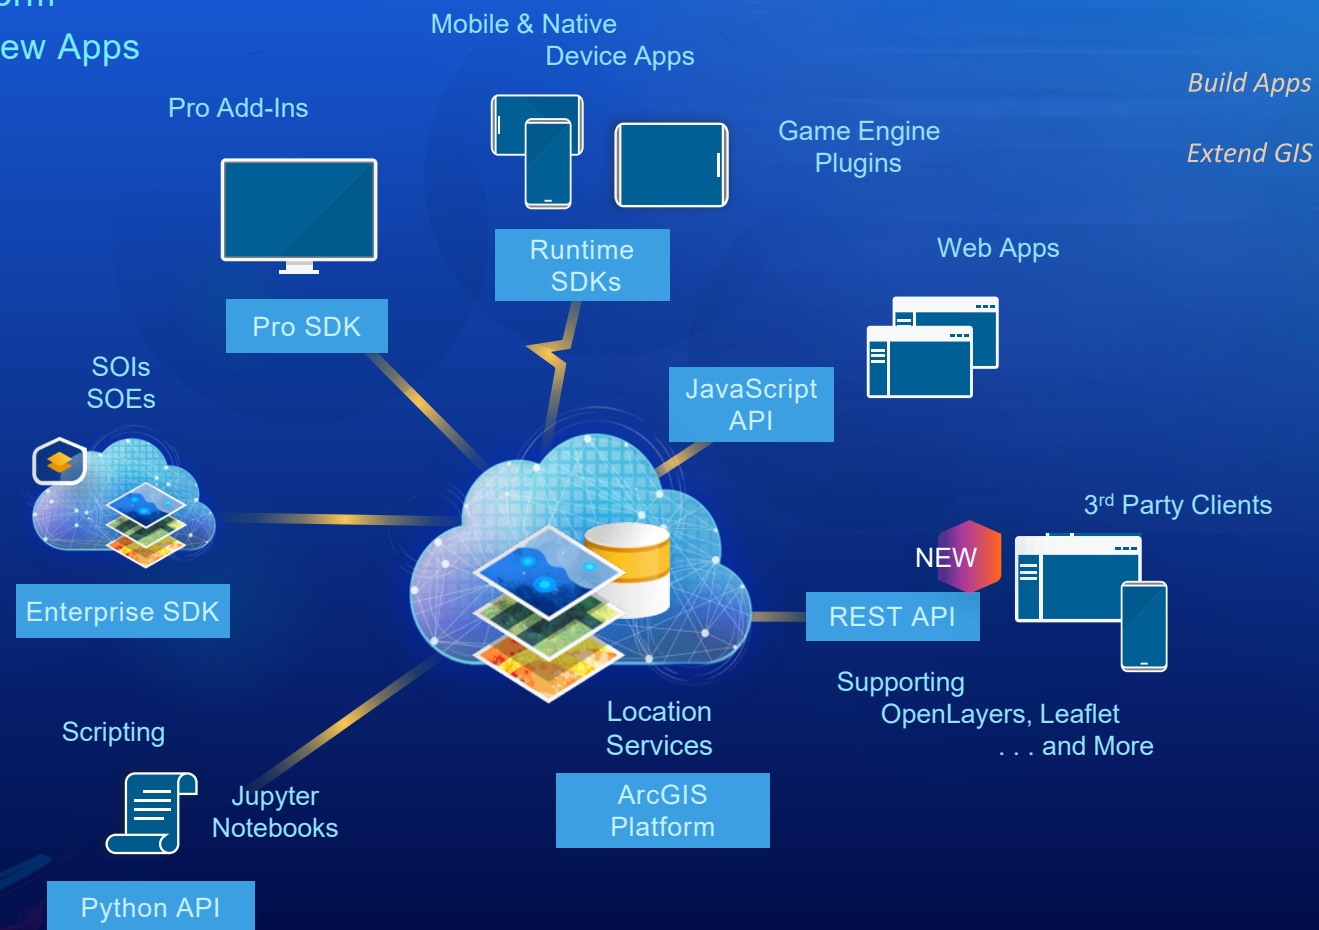 ew Apps
Mobile & Native
Device Apps
Build Apps
Pro Add-Ins
Game Engine
Plugins
Extend GIS
Runtime
SDKs
Web Apps
Pro SDK
SOIs
SOEs
JavaScript
API
3rd Party Clients
NEW
Enterprise SDK
REST API
Supporting
OpenLayers, Leaflet
. . . and More
Location
Services
Scripting
Jupyter
Notebooks
ArcGIS
Platform
Python API